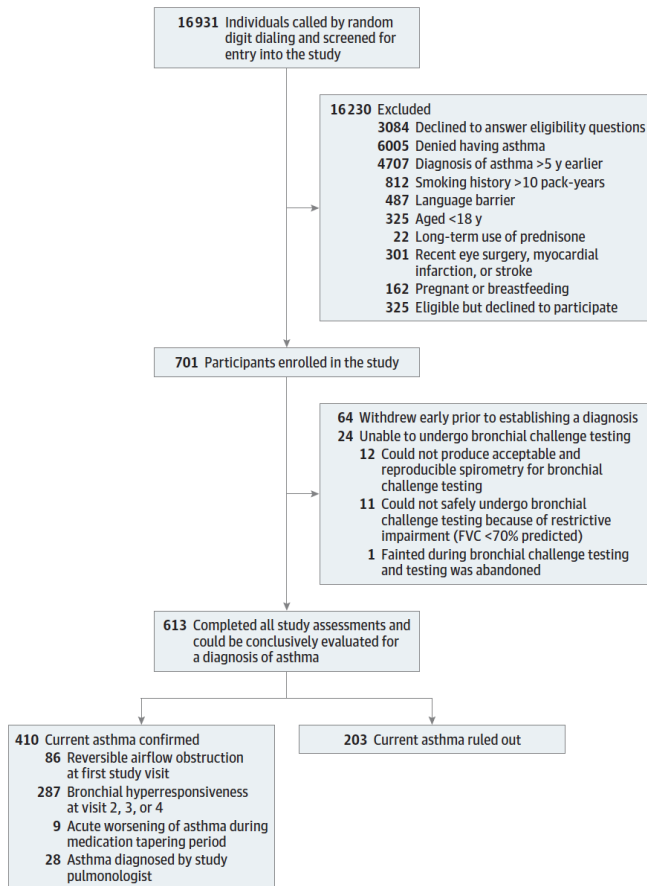 16 931 Individuals called by random
digit dialing and screened for
entry into the study
16 230 Excluded
3084 Declined to answer eligibility questions
6005 Denied having asthma
4707 Diagnosis of asthma >5 y earlier
812 Smoking history >10 pack-years
487 Language barrier
325 Aged <18 y
22 Long-term use of prednisone
301 Recent eye surgery, myocardial
infarction, or stroke
162 Pregnant or breastfeeding
325 Eligible but declined to participate
701 Participants enrolled in the study
64 Withdrew early prior to establishing a diagnosis
24 Unable to undergo bronchial challenge testing
12 Could not produce acceptable and
reproducible spirometry for bronchial
challenge testing
11 Could not safely undergo bronchial
challenge testing because of restrictive
impairment (FVC <70% predicted)
1 Fainted during bronchial challenge testing
and testing was abandoned
613 Completed all study assessments and
could be conclusively evaluated for
a diagnosis of asthma
410 Current asthma confirmed
86 Reversible airflow obstruction
at first study visit
287 Bronchial hyperresponsiveness
at visit 2, 3, or 4
9 Acute worsening of asthma during
medication tapering period
28 Asthma diagnosed by study
pulmonologist
203 Current asthma ruled out